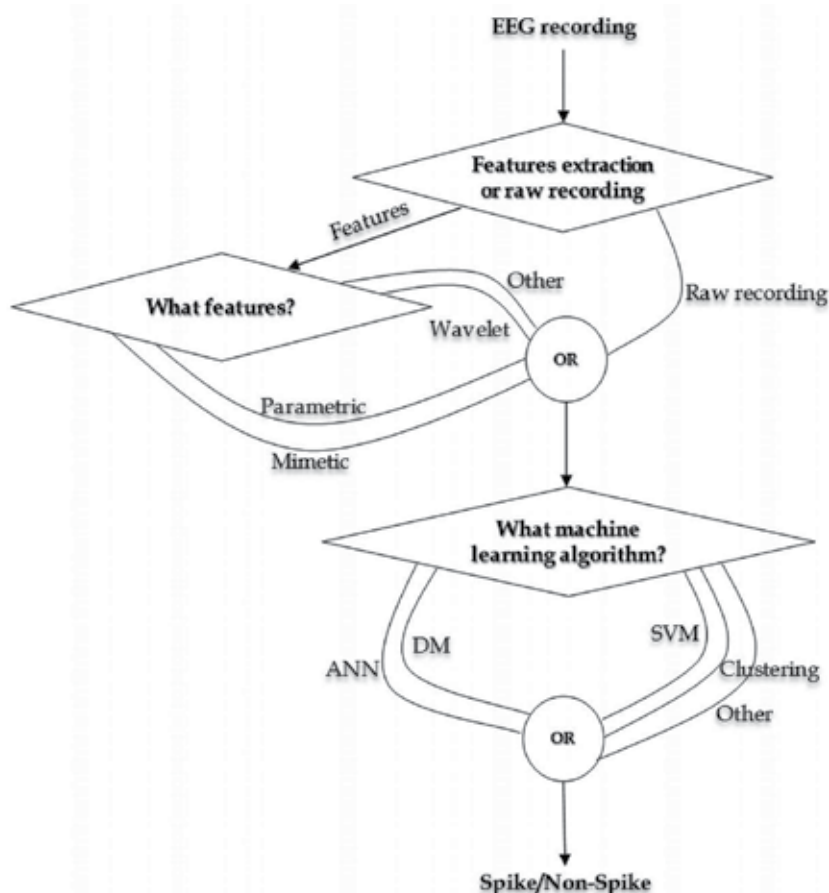 EEG recording
Features extraction
or raw recording
Features
What features?
Other
Wavelet
Raw recording
OR
Parametric
Mimetic
What machine
learning algorithm?
ANN
DM
SVM
Clustering
Other
OR
Spike/Non-Spike